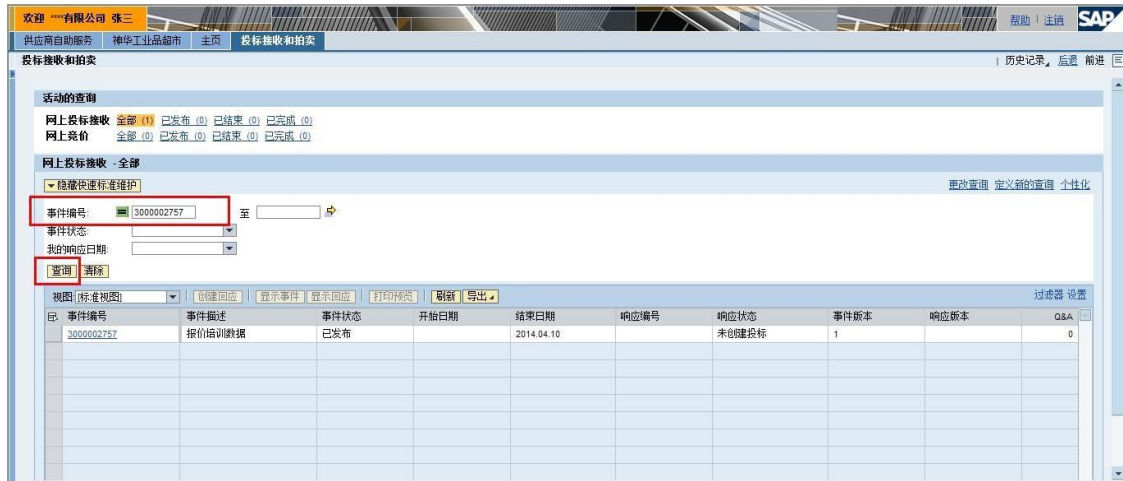 欢迎 ****有限公司 张三 帮助 | 注销 SAP
供应商自助服务 神华工业品超市 主页 投标接收和拍卖
投标接收和拍卖 | 历史记录 后退 前进
活动的查询
网上投标接收 全部 (1) 已发布 (0) 已结束 (0) 已完成 (0)
网上竞价 全部 (0) 已发布 (0) 已结束 (0) 已完成 (0)
网上投标接收 - 全部
隐藏快速标准维护 更改查询 定义新的查询 个性化
事件编号: 3000002757 至
事件状态:
我的响应日期:
查询 清除
视图: [标准视图] 创建回应 显示事件 显示回应 打印预览 刷新 导出 过滤器 设置
事件编号 事件描述 事件状态 开始日期 结束日期 响应编号 响应状态 事件版本 响应版本 Q&A
3000002757 报价培训数据 已发布 2014.04.10 未创建投标 1 0